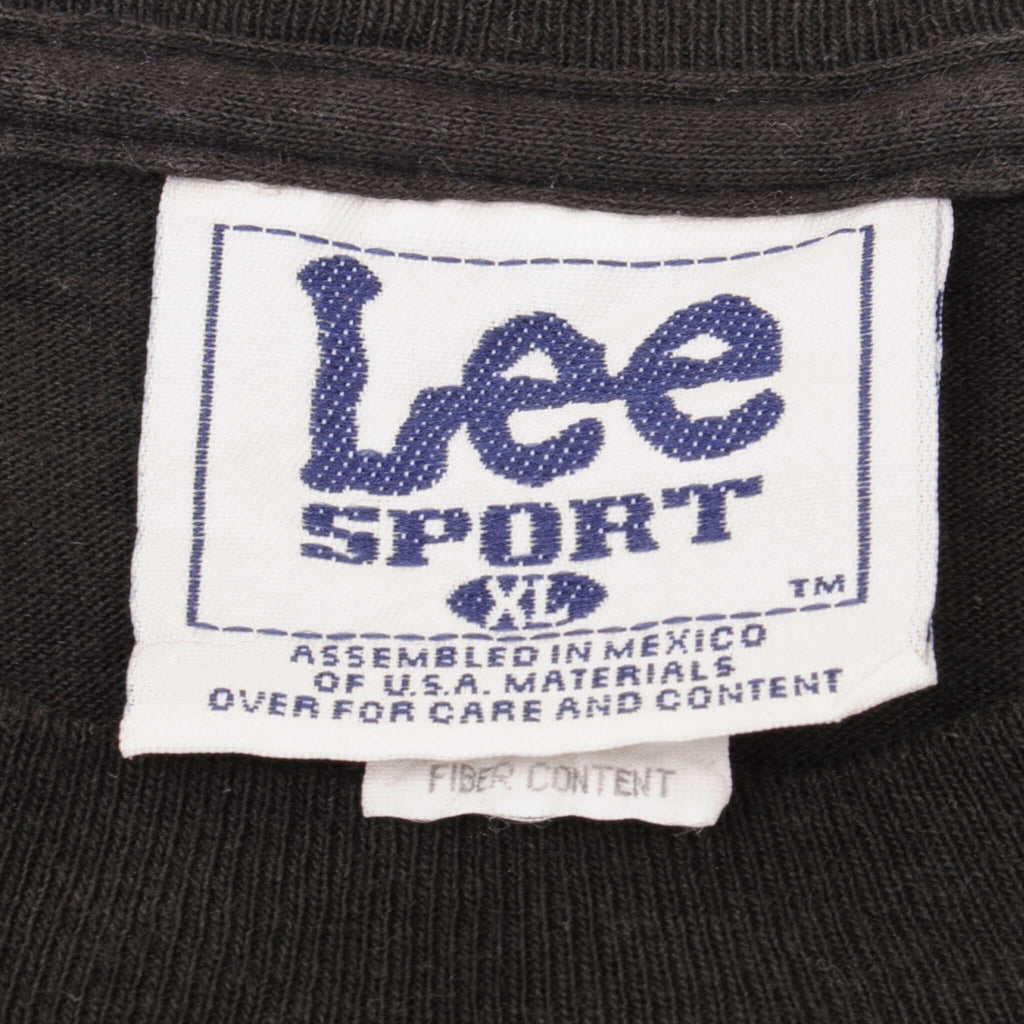 Lee
SPORT
XL
TM
ASSEMBLED IN MEXICO
OF U.S.A. MATERIALS
OVER FOR CARE AND CONTENT
FIBER CONTENT